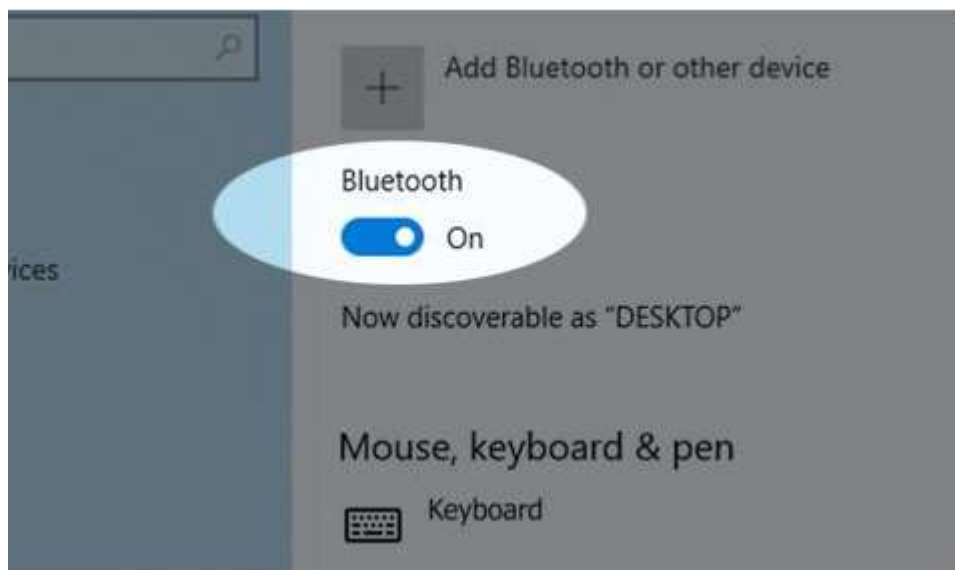 Add Bluetooth or other device
Bluetooth
On
vices
Now discoverable as "DESKTOP"
Mouse, keyboard & pen
Keyboard